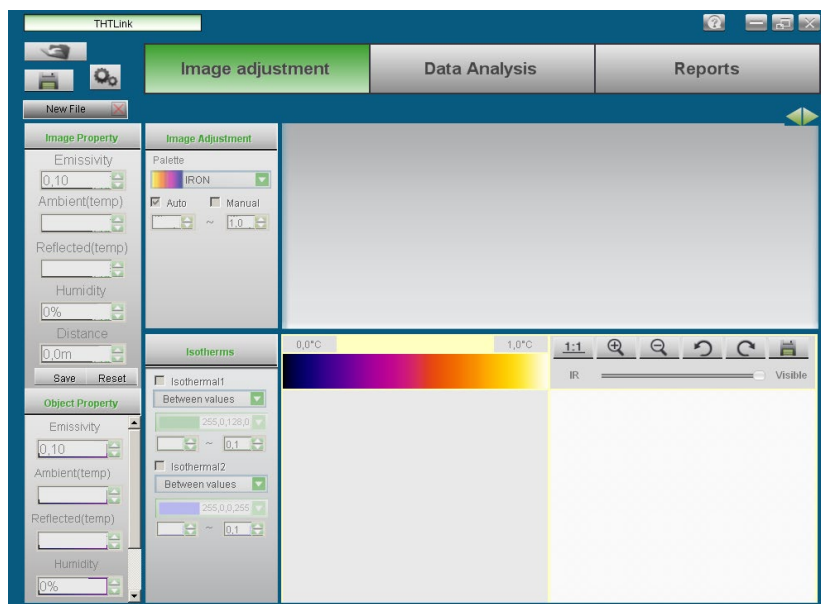 THTLink
Image adjustment
Data Analysis
Reports
New File
Image Property
Emissivity
0,10
Ambient(temp)
Reflected(temp)
Humidity
0%
Distance
0,0m
Save Reset
Image Adjustment
Palette
IRON
Auto Manual
~ 1,0
Object Property
Emissivity
0,10
Ambient(temp)
Reflected(temp)
Humidity
0%
Isotherms
Isothermal1
Between values
255,0,128,0
~ 0,1
Isothermal2
Between values
255,0,0,255
~ 0,1
0,0°C 1,0°C
1:1
IR Visible